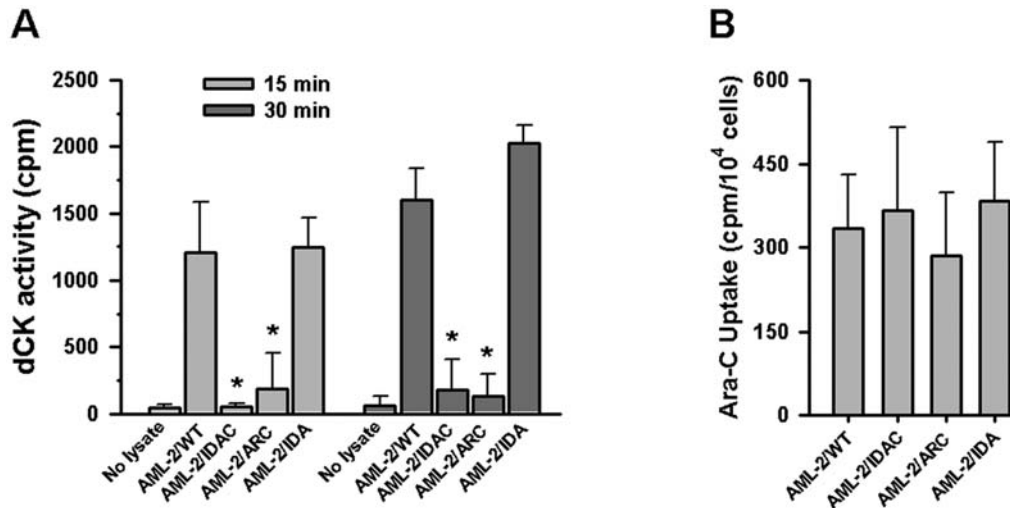 A
dCK activity (cpm)
2500
2000
1500
1000
500
0
15 min
30 min
*
*
*
*
No lysate
AML-2/WT
AML-2/IDAC
AML-2/ARC
AML-2/IDA
No lysate
AML-2/WT
AML-2/IDAC
AML-2/ARC
AML-2/IDA
B
Ara-C Uptake (cpm/10⁴ cells)
600
450
300
150
0
AML-2/WT
AML-2/IDAC
AML-2/ARC
AML-2/IDA